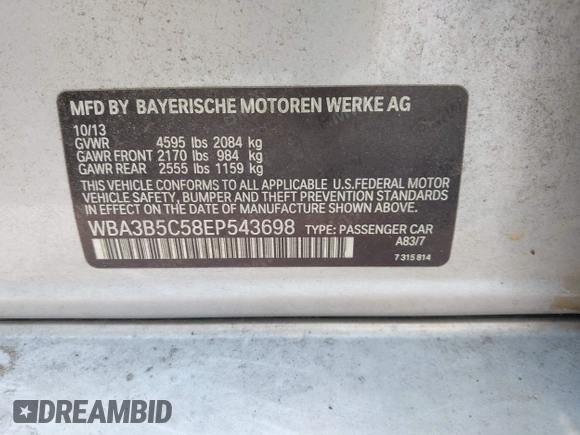 MFD BY BAYERISCHE MOTOREN WERKE AG
10/13
GVWR 4595 lbs 2084 kg
GAWR FRONT 2170 lbs 984 kg
GAWR REAR 2555 lbs 1159 kg
THIS VEHICLE CONFORMS TO ALL APPLICABLE U.S.FEDERAL MOTOR
VEHICLE SAFETY, BUMPER AND THEFT PREVENTION STANDARDS
IN EFFECT ON THE DATE OF MANUFACTURE SHOWN ABOVE.
WBA3B5C58EP543698 TYPE: PASSENGER CAR
A83/7
7 315 814
DREAMBID